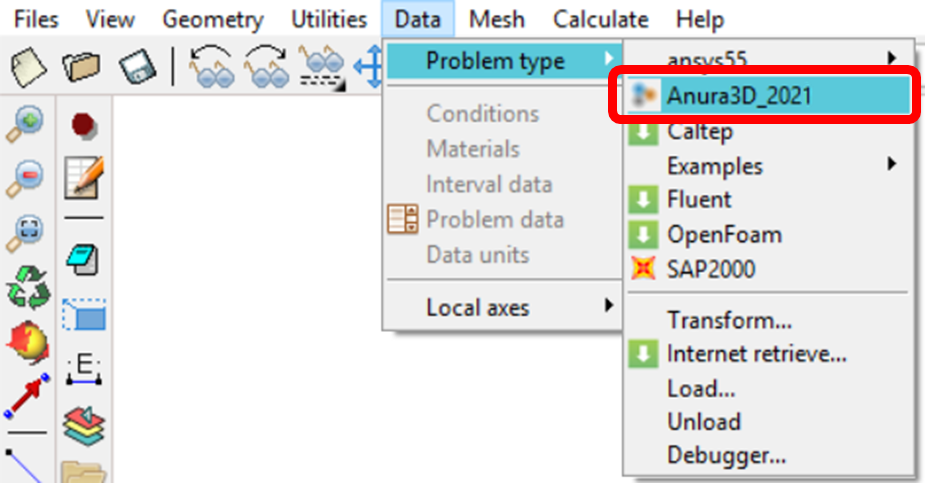 Files View Geometry Utilities Data Mesh Calculate Help
Problem type
Conditions
Materials
Interval data
Problem data
Data units
Local axes
ansys55
Anura3D_2021
Caltep
Examples
Fluent
OpenFoam
SAP2000
Transform...
Internet retrieve...
Load...
Unload
Debugger...
E